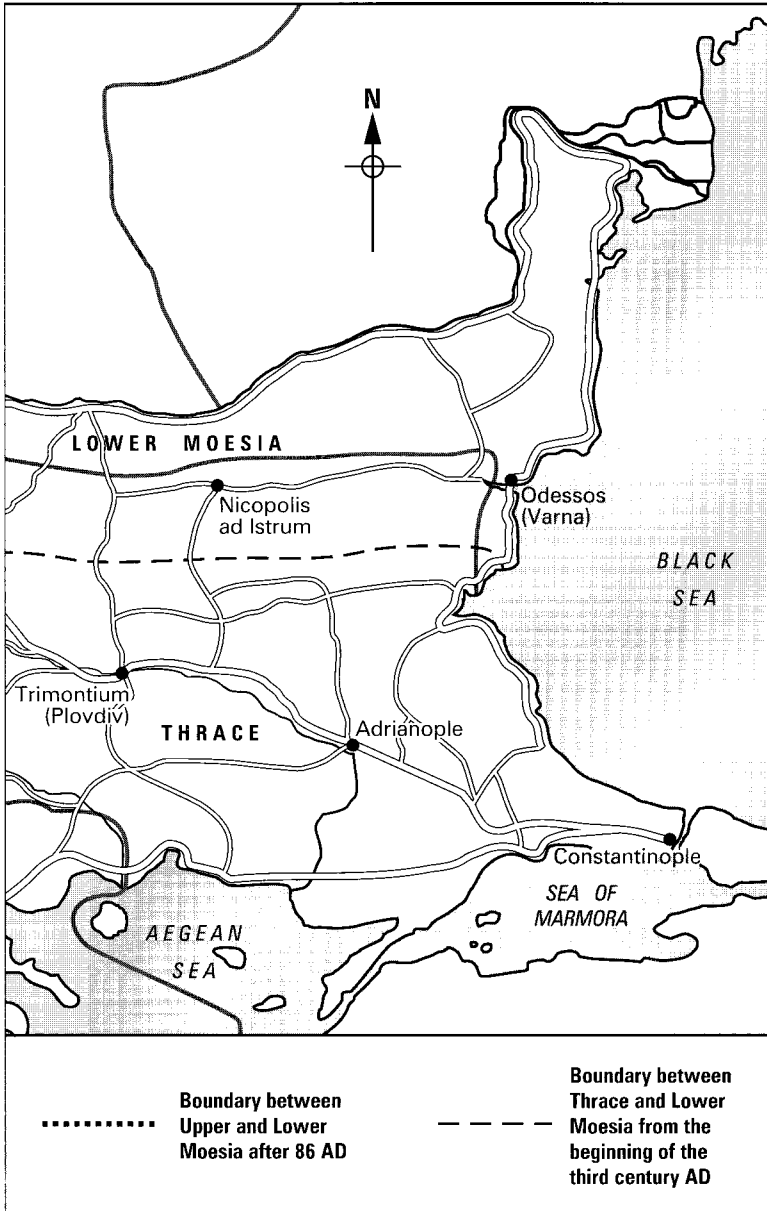 N
LOWER MOESIA
Nicopolis
ad Istrum
Odessos
(Varna)
BLACK
SEA
Trimontium
(Plovdiv)
THRACE
Adrianople
Constantinople
SEA OF
MARMORA
AEGEAN
SEA
Boundary between
Upper and Lower
Moesia after 86 AD
Boundary between
Thrace and Lower
Moesia from the
beginning of the
third century AD